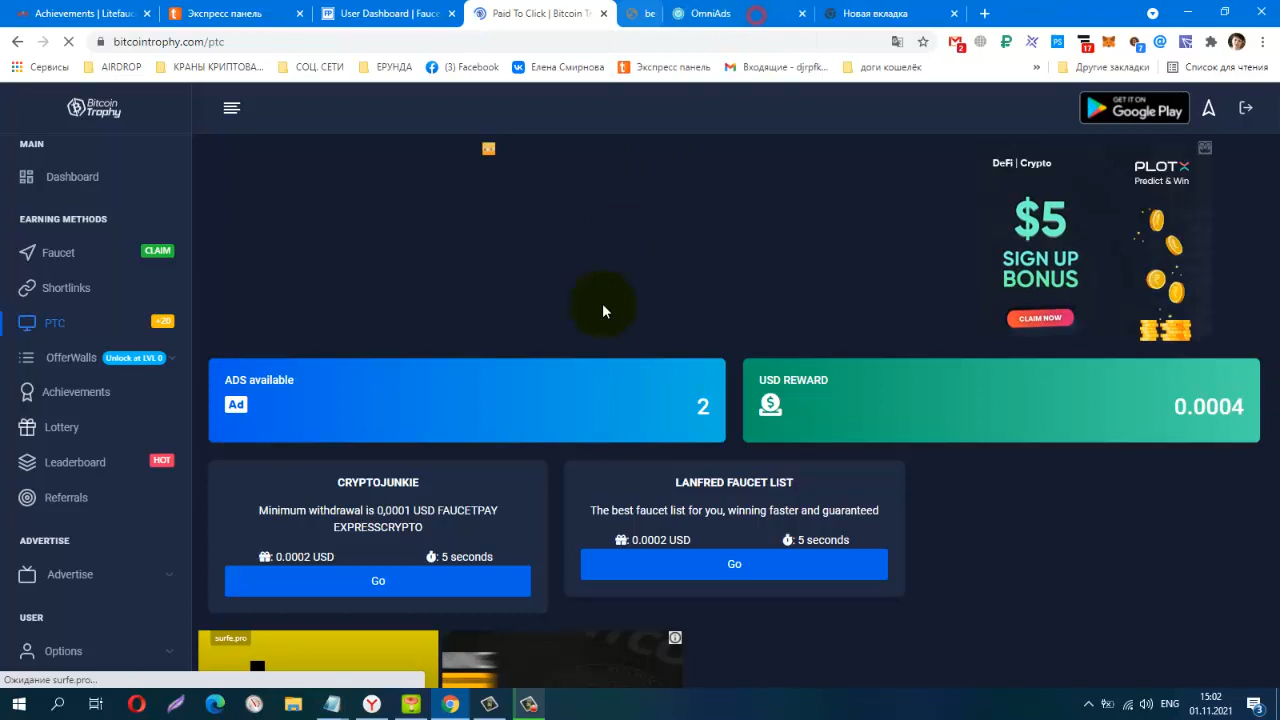 Achievements | Litefauc
Экспресс панель
User Dashboard | Fauce
Paid To Click | Bitcoin T
be
OmniAds
Новая вкладка
bitcointrophy.com/ptc
Сервисы
AIRDROP
КРАНЫ КРИПТОВА...
СОЦ. СЕТИ
ЕРУНДА
(3) Facebook
Елена Смирнова
Экспресс панель
Входящие - djrpfk...
доги кошелёк
»
Другие закладки
Список для чтения
Bitcoin
Trophy
GET IT ON
Google Play
MAIN
Dashboard
EARNING METHODS
Faucet
CLAIM
Shortlinks
PTC
+20
OfferWalls
Unlock at LVL 0
Achievements
Lottery
Leaderboard
HOT
Referrals
ADVERTISE
Advertise
USER
Options
DeFi | Crypto
PLOTX
Predict & Win
$5
SIGN UP
BONUS
CLAIM NOW
ADS available
Ad
2
USD REWARD
0.0004
CRYPTOJUNKIE
Minimum withdrawal is 0,0001 USD FAUCETPAY
EXPRESSCRYPTO
: 0.0002 USD
: 5 seconds
Go
LANFRED FAUCET LIST
The best faucet list for you, winning faster and guaranteed
: 0.0002 USD
: 5 seconds
Go
surfe.pro
Ожидание surfe.pro...
ENG
15:02
01.11.2021